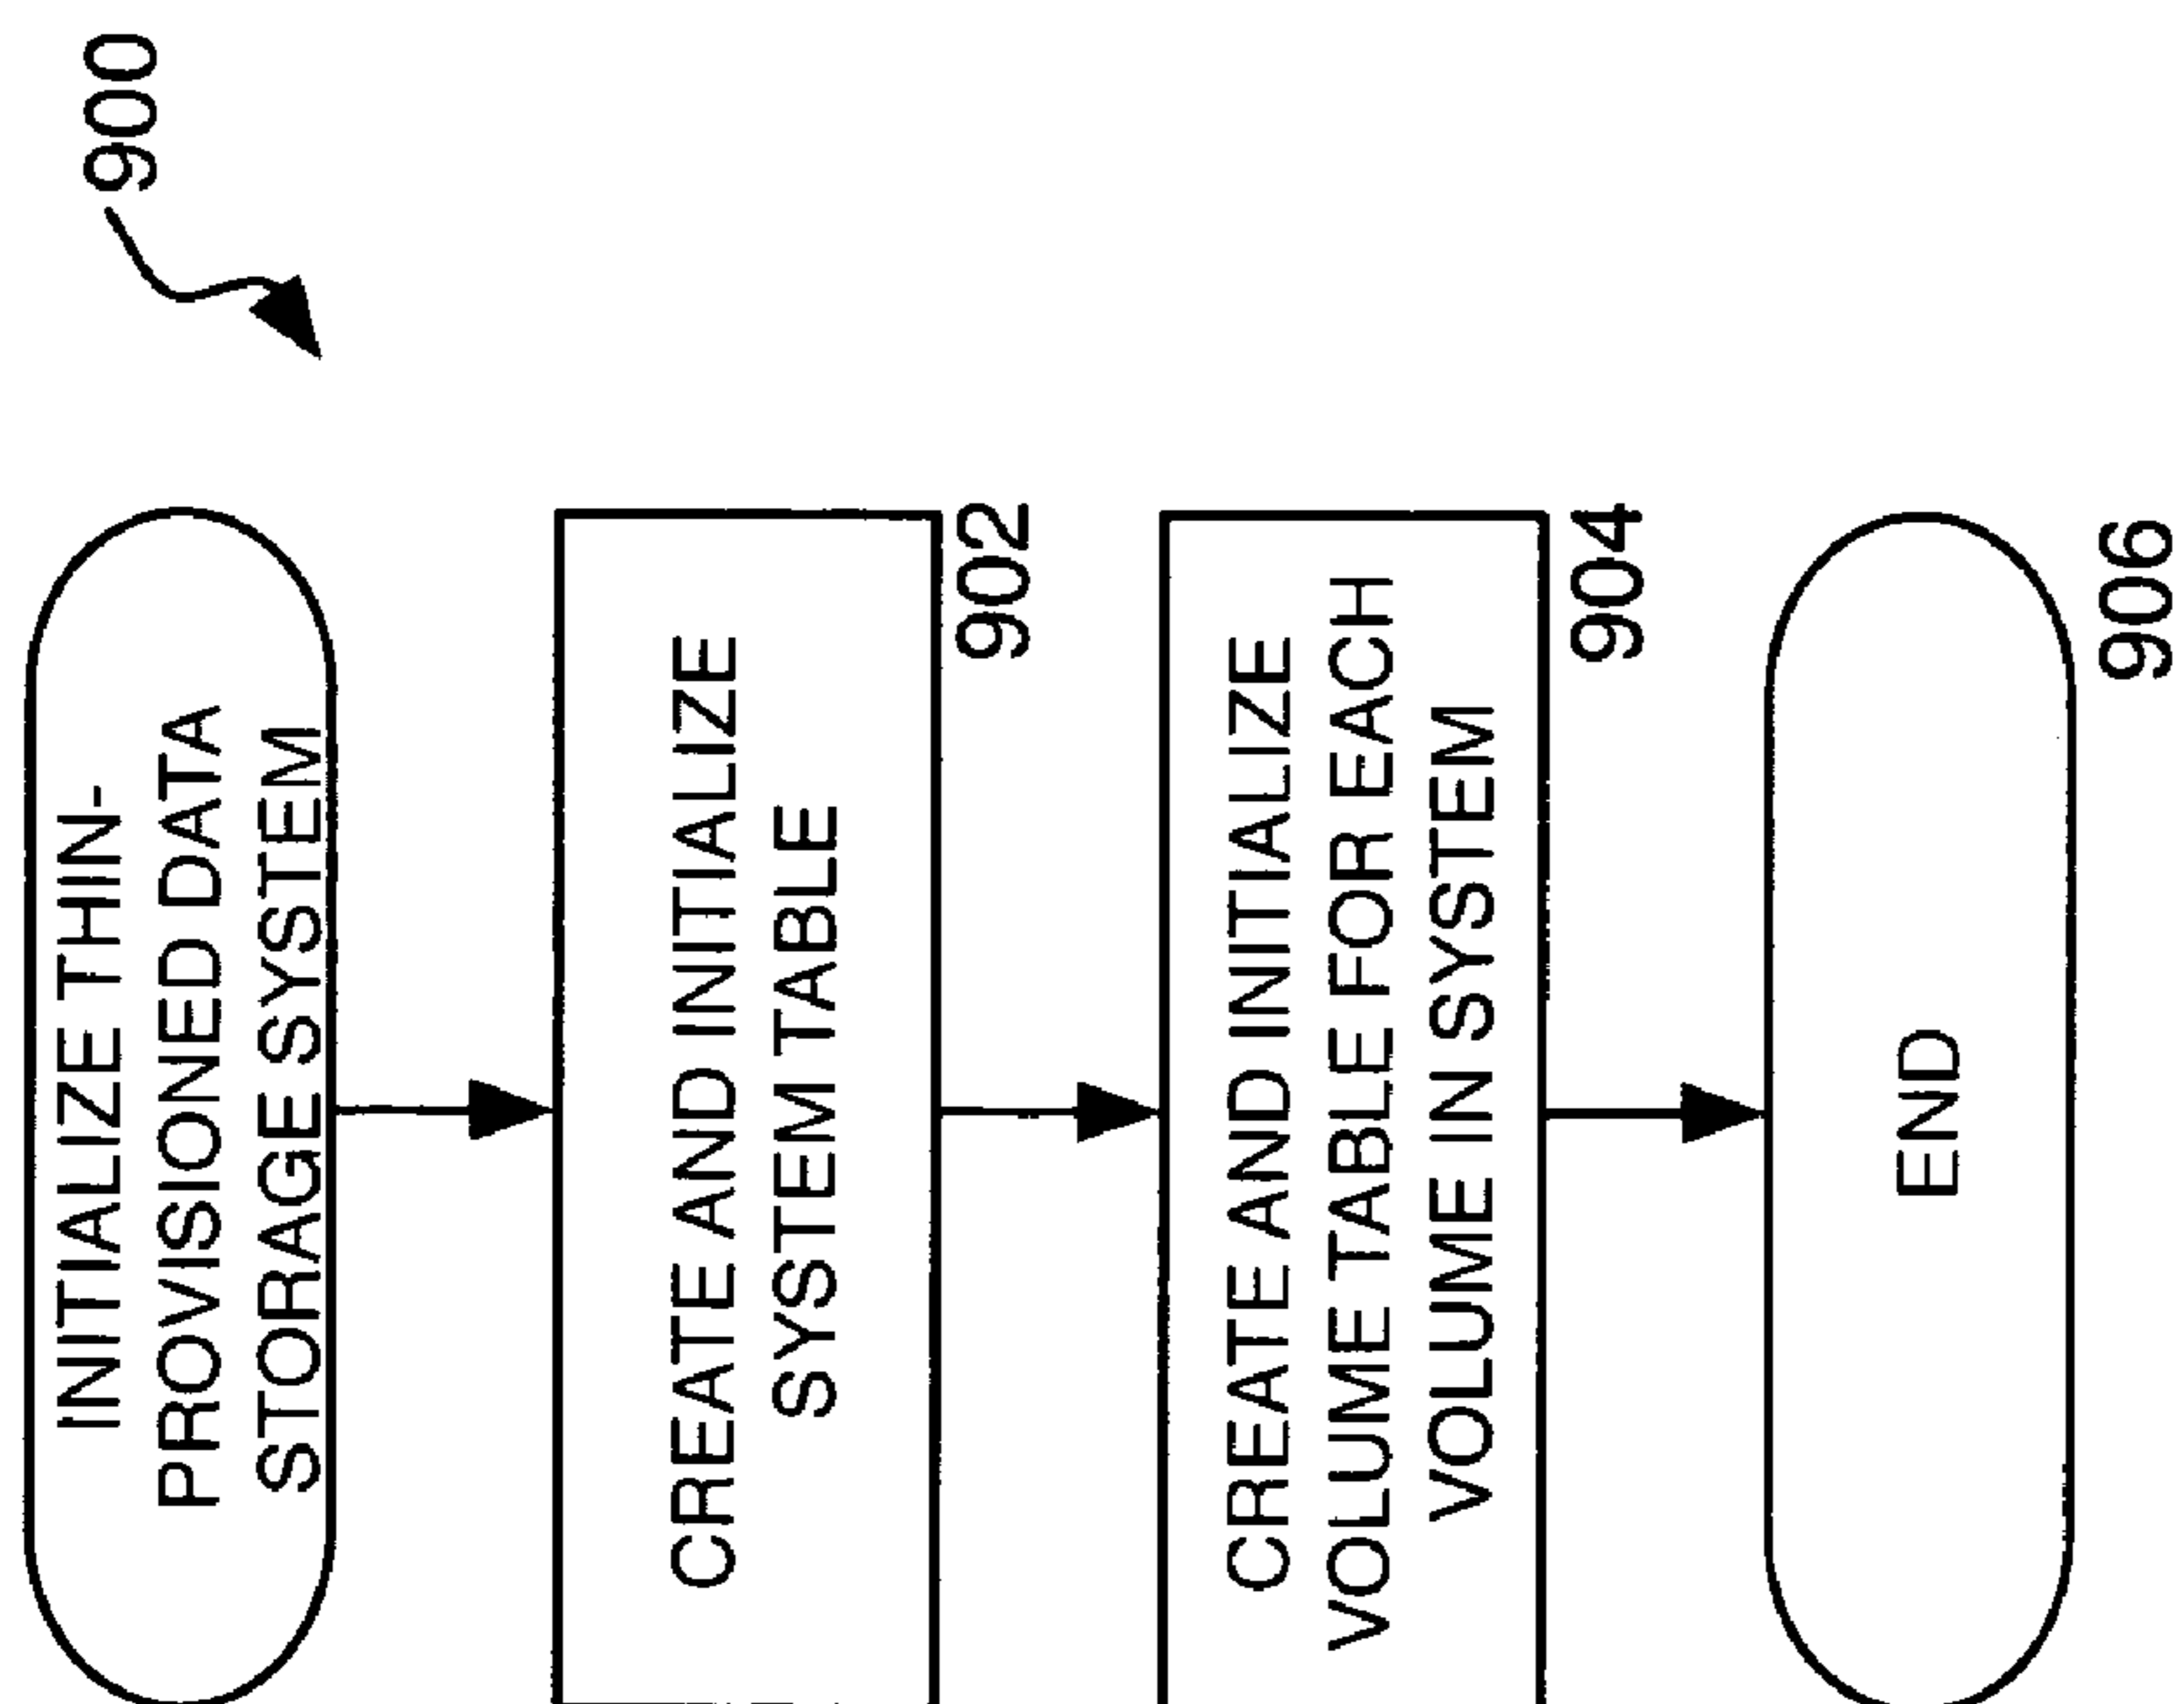 900
INITIALIZE THIN-
PROVISIONED DATA
STORAGE SYSTEM
CREATE AND INITIALIZE
SYSTEM TABLE
902
CREATE AND INITIALIZE
VOLUME TABLE FOR EACH
VOLUME IN SYSTEM
904
END
906